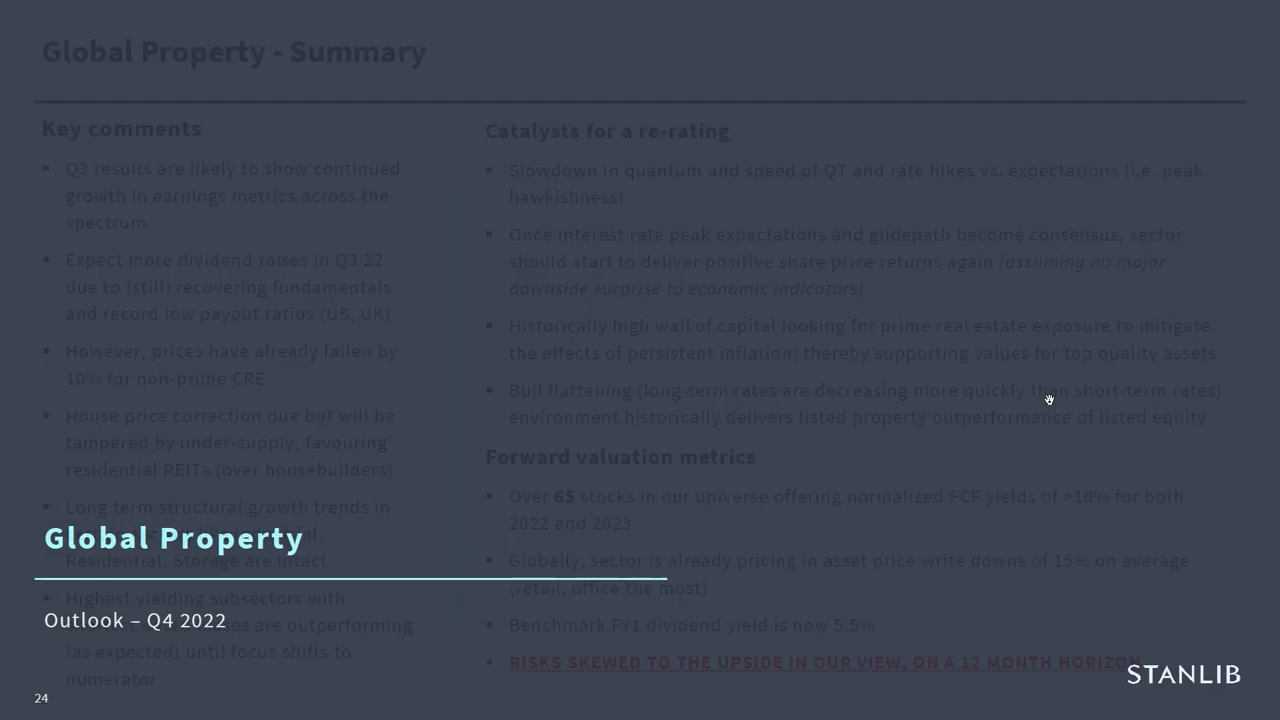 Global Property - Summary
Key comments
▪ Q3 results are likely to show continued
growth in earnings metrics across the
spectrum
▪ Expect more dividend raises in Q3 22
due to (still) recovering fundamentals
and record low payout ratios (US, UK)
▪ However, prices have already fallen by
10% for non-prime CRE
▪ House price correction due but will be
tampered by under-supply, favouring
residential REITs (over housebuilders)
▪ Long term structural growth trends in
Residential, Storage are intact
▪ Highest yielding subsectors with
are outperforming
(as expected) until focus shifts to
numerator
Catalysts for a re-rating
▪ Slowdown in quantum and speed of QT and rate hikes vs. expectations (i.e. peak
hawkishness)
▪ Once interest rate peak expectations and glidepath become consensus, sector
should start to deliver positive share price returns again (assuming no major
downside surprise to economic indicators)
▪ Historically high wall of capital looking for prime real estate exposure to mitigate
the effects of persistent inflation; thereby supporting values for top quality assets
▪ Bull flattening (long-term rates are decreasing more quickly than short-term rates)
environment historically delivers listed property outperformance of listed equity
Forward valuation metrics
▪ Over 65 stocks in our universe offering normalized FCF yields of >10% for both
2022 and 2023
▪ Globally, sector is already pricing in asset price write downs of 15% on average
(retail, office the most)
▪ Benchmark FY1 dividend yield is now 5.5%
▪ RISKS SKEWED TO THE UPSIDE IN OUR VIEW, ON A 12 MONTH HORIZON
Global Property
Outlook – Q4 2022
24
STANLIB